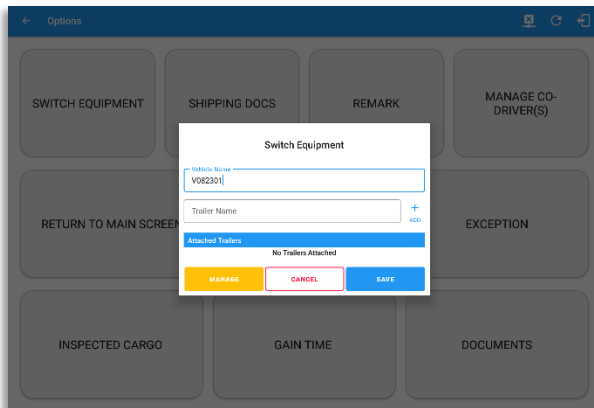 Options
SWITCH EQUIPMENT
SHIPPING DOCS
REMARK
MANAGE CO-
DRIVER(S)
Switch Equipment
Vehicle Name
V082301
Trailer Name
ADD
Attached Trailers
No Trailers Attached
MANAGE
CANCEL
SAVE
RETURN TO MAIN SCREEN
EXCEPTION
INSPECTED CARGO
GAIN TIME
DOCUMENTS